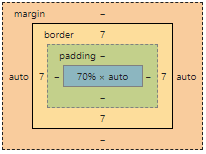 margin –
border 7
padding –
auto 7 – 70% × auto – 7 auto
–
7
–